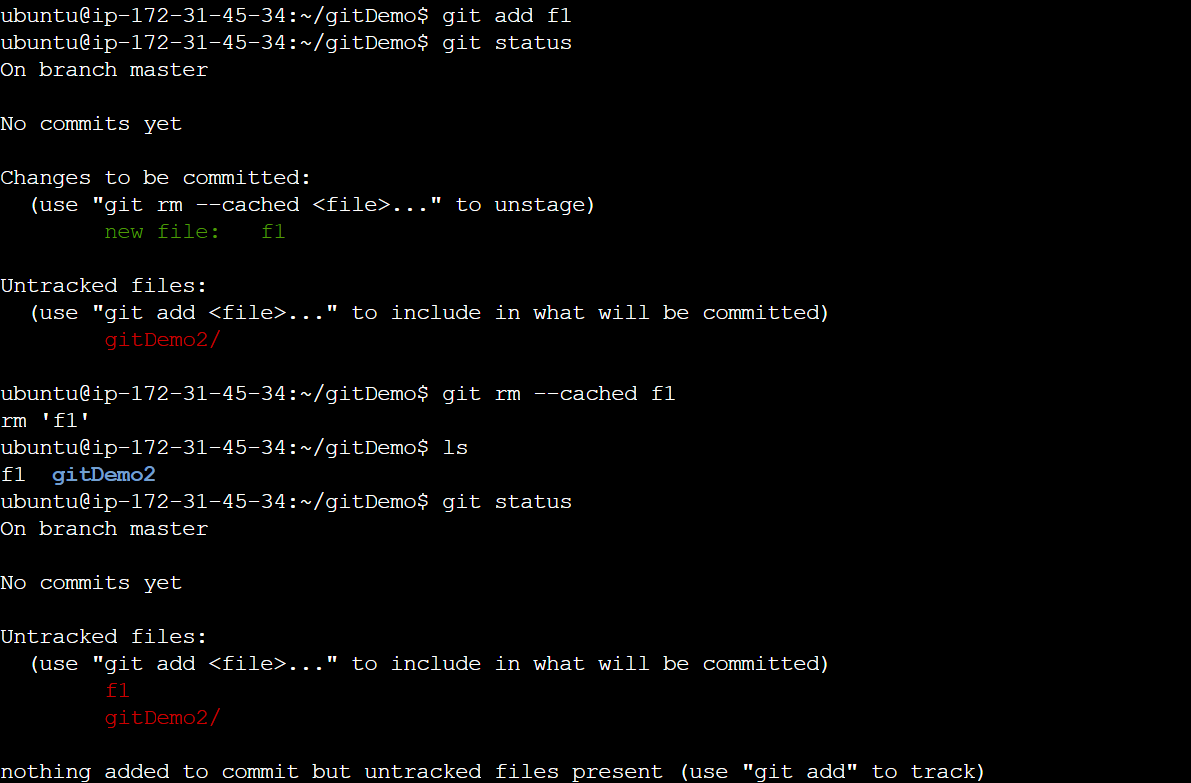 ubuntu@ip-172-31-45-34:~/gitDemo$ git add f1
ubuntu@ip-172-31-45-34:~/gitDemo$ git status
On branch master

No commits yet

Changes to be committed:
  (use "git rm --cached <file>..." to unstage)
        new file:   f1

Untracked files:
  (use "git add <file>..." to include in what will be committed)
        gitDemo2/

ubuntu@ip-172-31-45-34:~/gitDemo$ git rm --cached f1
rm 'f1'
ubuntu@ip-172-31-45-34:~/gitDemo$ ls
f1  gitDemo2
ubuntu@ip-172-31-45-34:~/gitDemo$ git status
On branch master

No commits yet

Untracked files:
  (use "git add <file>..." to include in what will be committed)
        f1
        gitDemo2/

nothing added to commit but untracked files present (use "git add" to track)